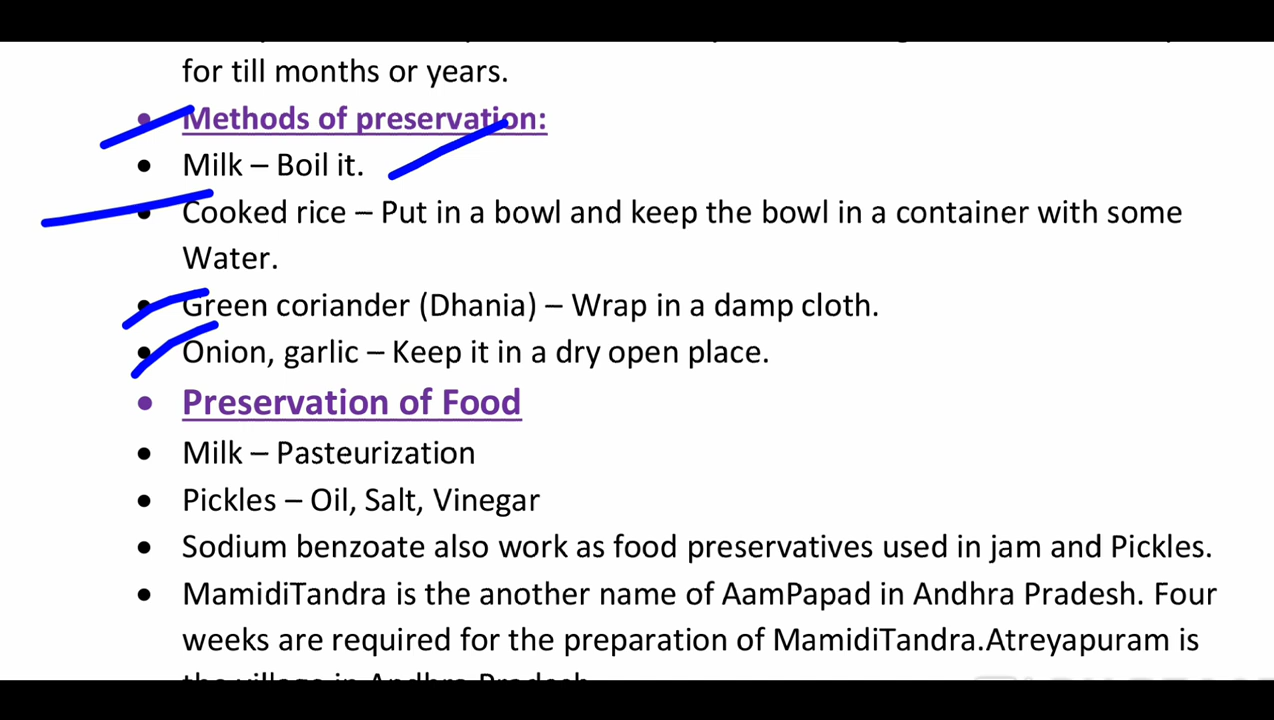 for till months or years.
• Methods of preservation:
• Milk – Boil it.
• Cooked rice – Put in a bowl and keep the bowl in a container with some
Water.
• Green coriander (Dhania) – Wrap in a damp cloth.
• Onion, garlic – Keep it in a dry open place.
• Preservation of Food
• Milk – Pasteurization
• Pickles – Oil, Salt, Vinegar
• Sodium benzoate also work as food preservatives used in jam and Pickles.
• MamidiTandra is the another name of AamPapad in Andhra Pradesh. Four
weeks are required for the preparation of MamidiTandra.Atreyapuram is
the village in Andhra Pradesh